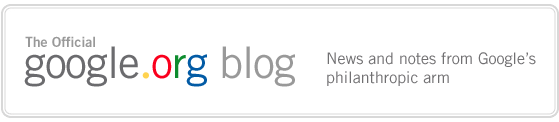 The Official
google.org blog
News and notes from Google's
philanthropic arm